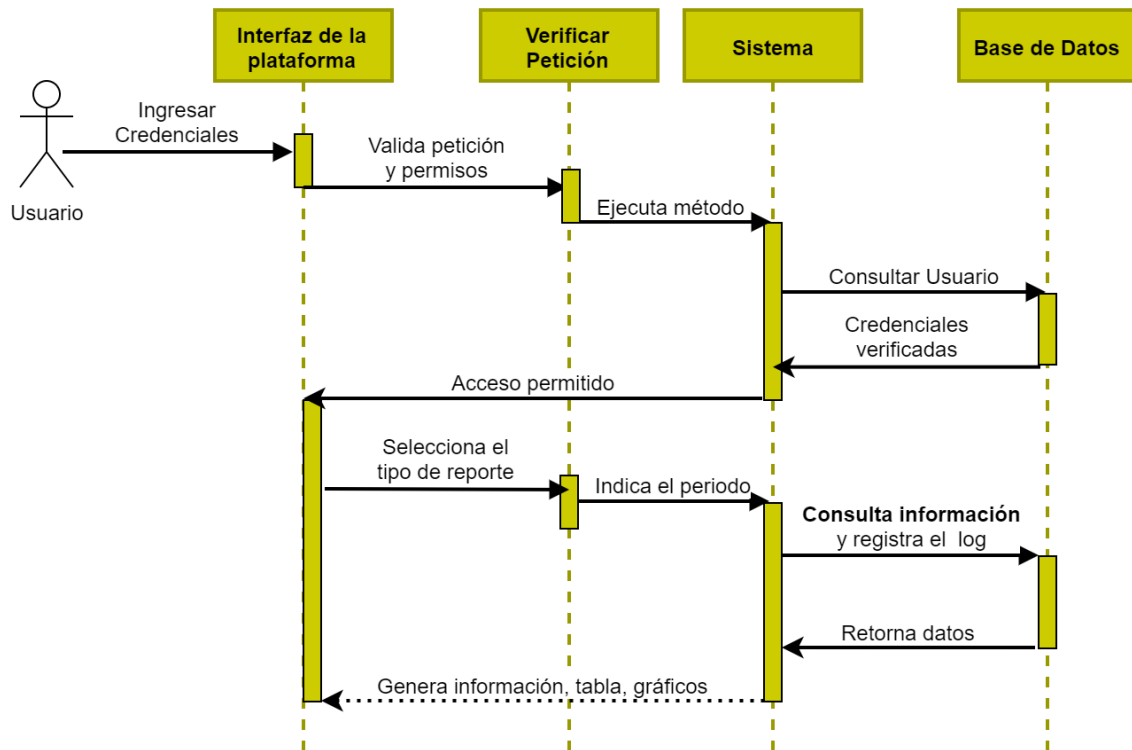 Interfaz de la
plataforma
Verificar
Petición
Sistema
Base de Datos
Ingresar
Credenciales
Usuario
Valida petición
y permisos
Ejecuta método
Consultar Usuario
Credenciales
verificadas
Acceso permitido
Selecciona el
tipo de reporte
Indica el periodo
Consulta información
y registra el log
Retorna datos
Genera información, tabla, gráficos